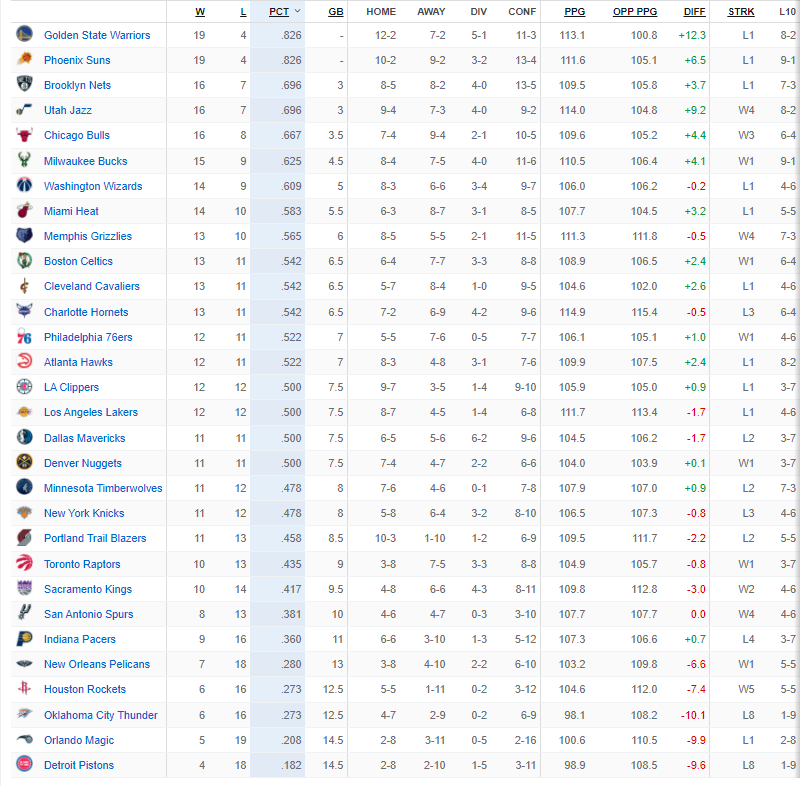 W L PCT GB HOME AWAY DIV CONF PPG OPP PPG DIFF STRK L10
Golden State Warriors 19 4 .826 - 12-2 7-2 5-1 11-3 113.1 100.8 +12.3 L1 8-2
Phoenix Suns 19 4 .826 - 10-2 9-2 3-2 13-4 111.6 105.1 +6.5 L1 9-1
Brooklyn Nets 16 7 .696 3 8-5 8-2 4-0 13-5 109.5 105.8 +3.7 L1 7-3
Utah Jazz 16 7 .696 3 9-4 7-3 4-0 9-2 114.0 104.8 +9.2 W4 8-2
Chicago Bulls 16 8 .667 3.5 7-4 9-4 2-1 10-5 109.6 105.2 +4.4 W3 6-4
Milwaukee Bucks 15 9 .625 4.5 8-4 7-5 4-0 11-6 110.5 106.4 +4.1 W1 9-1
Washington Wizards 14 9 .609 5 8-3 6-6 3-4 9-7 106.0 106.2 -0.2 L1 4-6
Miami Heat 14 10 .583 5.5 6-3 8-7 3-1 8-5 107.7 104.5 +3.2 L1 5-5
Memphis Grizzlies 13 10 .565 6 8-5 5-5 2-1 11-5 111.3 111.8 -0.5 W4 7-3
Boston Celtics 13 11 .542 6.5 6-4 7-7 3-3 8-8 108.9 106.5 +2.4 W1 6-4
Cleveland Cavaliers 13 11 .542 6.5 5-7 8-4 1-0 9-5 104.6 102.0 +2.6 L1 4-6
Charlotte Hornets 13 11 .542 6.5 7-2 6-9 4-2 9-6 114.9 115.4 -0.5 L3 6-4
76 Philadelphia 76ers 12 11 .522 7 5-5 7-6 0-5 7-7 106.1 105.1 +1.0 W1 4-6
Atlanta Hawks 12 11 .522 7 8-3 4-8 3-1 7-6 109.9 107.5 +2.4 L1 8-2
LA Clippers 12 12 .500 7.5 9-7 3-5 1-4 9-10 105.9 105.0 +0.9 L1 3-7
Los Angeles Lakers 12 12 .500 7.5 8-7 4-5 1-4 6-8 111.7 113.4 -1.7 L1 4-6
Dallas Mavericks 11 11 .500 7.5 6-5 5-6 6-2 9-6 104.5 106.2 -1.7 L2 3-7
Denver Nuggets 11 11 .500 7.5 7-4 4-7 2-2 6-6 104.0 103.9 +0.1 W1 3-7
Minnesota Timberwolves 11 12 .478 8 7-6 4-6 0-1 7-8 107.9 107.0 +0.9 L2 7-3
New York Knicks 11 12 .478 8 5-8 6-4 3-2 8-10 106.5 107.3 -0.8 L3 4-6
Portland Trail Blazers 11 13 .458 8.5 10-3 1-10 1-2 6-9 109.5 111.7 -2.2 L2 5-5
Toronto Raptors 10 13 .435 9 3-8 7-5 3-3 8-8 104.9 105.7 -0.8 W1 3-7
Sacramento Kings 10 14 .417 9.5 4-8 6-6 4-3 8-11 109.8 112.8 -3.0 W2 4-6
San Antonio Spurs 8 13 .381 10 4-6 4-7 0-3 3-10 107.7 107.7 0.0 W4 4-6
Indiana Pacers 9 16 .360 11 6-6 3-10 1-3 5-12 107.3 106.6 +0.7 L4 3-7
New Orleans Pelicans 7 18 .280 13 3-8 4-10 2-2 6-10 103.2 109.8 -6.6 W1 5-5
Houston Rockets 6 16 .273 12.5 5-5 1-11 0-2 3-12 104.6 112.0 -7.4 W5 5-5
Oklahoma City Thunder 6 16 .273 12.5 4-7 2-9 0-2 6-9 98.1 108.2 -10.1 L8 1-9
Orlando Magic 5 19 .208 14.5 2-8 3-11 0-5 2-16 100.6 110.5 -9.9 L1 2-8
Detroit Pistons 4 18 .182 14.5 2-8 2-10 1-5 3-11 98.9 108.5 -9.6 L8 1-9